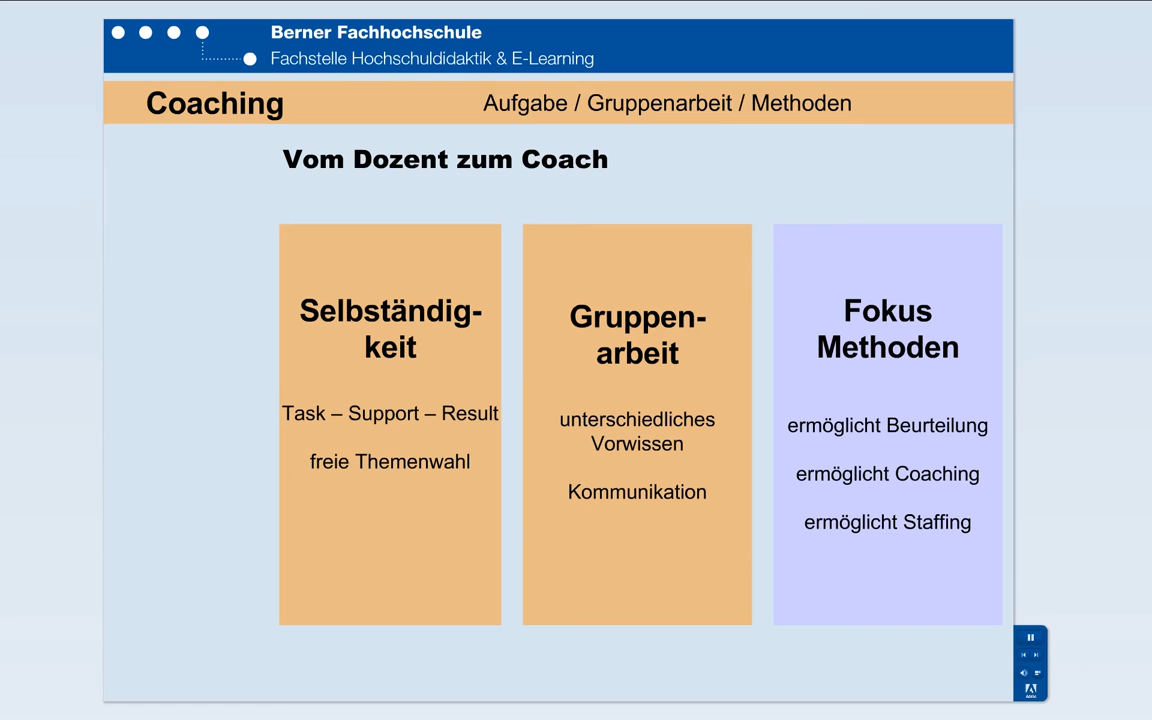 Berner Fachhochschule
Fachstelle Hochschuldidaktik & E-Learning
Coaching
Aufgabe / Gruppenarbeit / Methoden
Vom Dozent zum Coach
Selbständig-
keit
Task – Support – Result
freie Themenwahl
Gruppen-
arbeit
unterschiedliches
Vorwissen
Kommunikation
Fokus
Methoden
ermöglicht Beurteilung
ermöglicht Coaching
ermöglicht Staffing